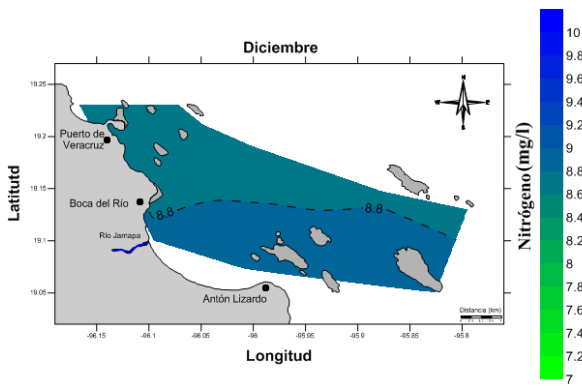 Diciembre
19.25
19.2
19.15
19.1
19.05
Latitutd
Puerto de
Veracruz
Boca del Río
Río Jamapa
Antón Lizardo
8.8
8.8
N
S
Distancia (km)
-96.15
-96.1
-96.05
-96
-95.95
-95.9
-95.85
-95.8
Longitud
Nitrógeno(mg/l)
10
9.8
9.6
9.4
9.2
9
8.8
8.6
8.4
8.2
8
7.8
7.6
7.4
7.2
7